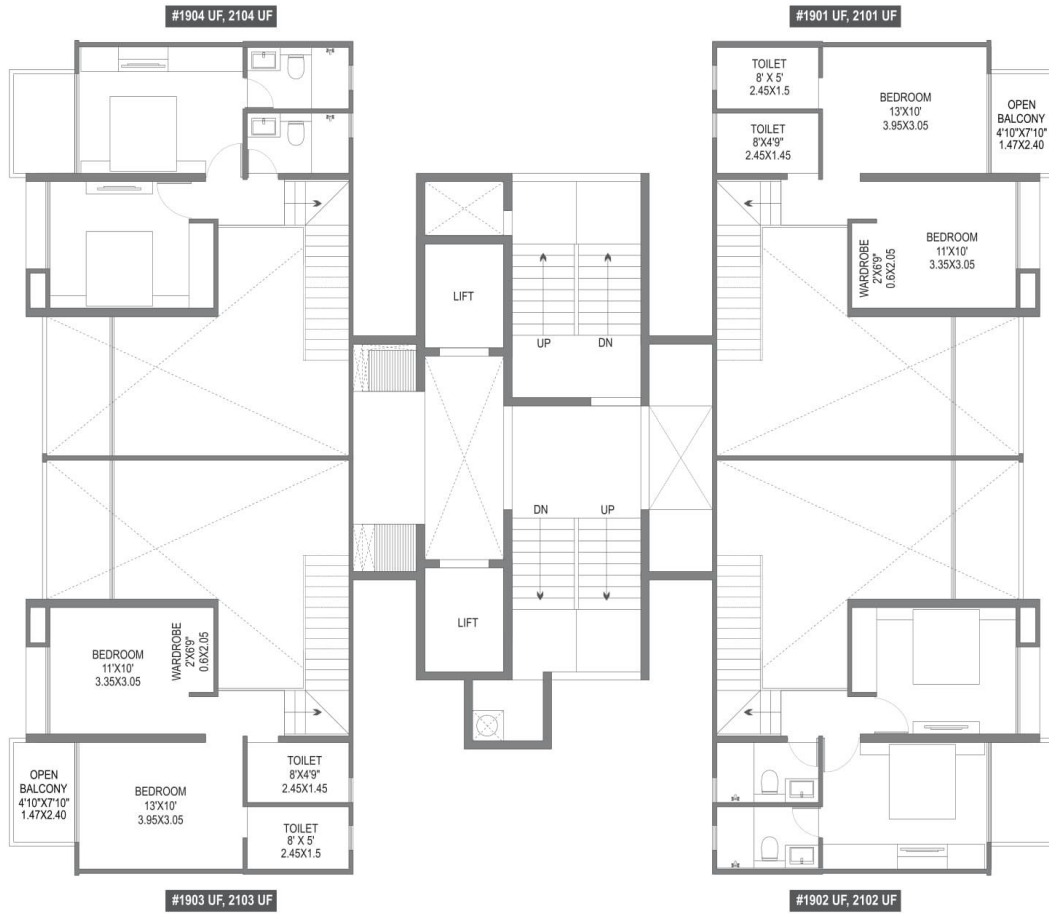 #1904 UF, 2104 UF
#1901 UF, 2101 UF
TOILET
8' X 5'
2.45X1.5
BEDROOM
13'X10'
3.95X3.05
OPEN
BALCONY
4'10"X7'10"
1.47X2.40
TOILET
8'X4'9"
2.45X1.45
WARDROBE
2'X6'9"
0.6X2.05
BEDROOM
11'X10'
3.35X3.05
LIFT
UP
DN
DN
UP
LIFT
BEDROOM
11'X10'
3.35X3.05
WARDROBE
2'X6'9"
0.6X2.05
OPEN
BALCONY
4'10"X7'10"
1.47X2.40
BEDROOM
13'X10'
3.95X3.05
TOILET
8'X4'9"
2.45X1.45
TOILET
8' X 5'
2.45X1.5
#1903 UF, 2103 UF
#1902 UF, 2102 UF